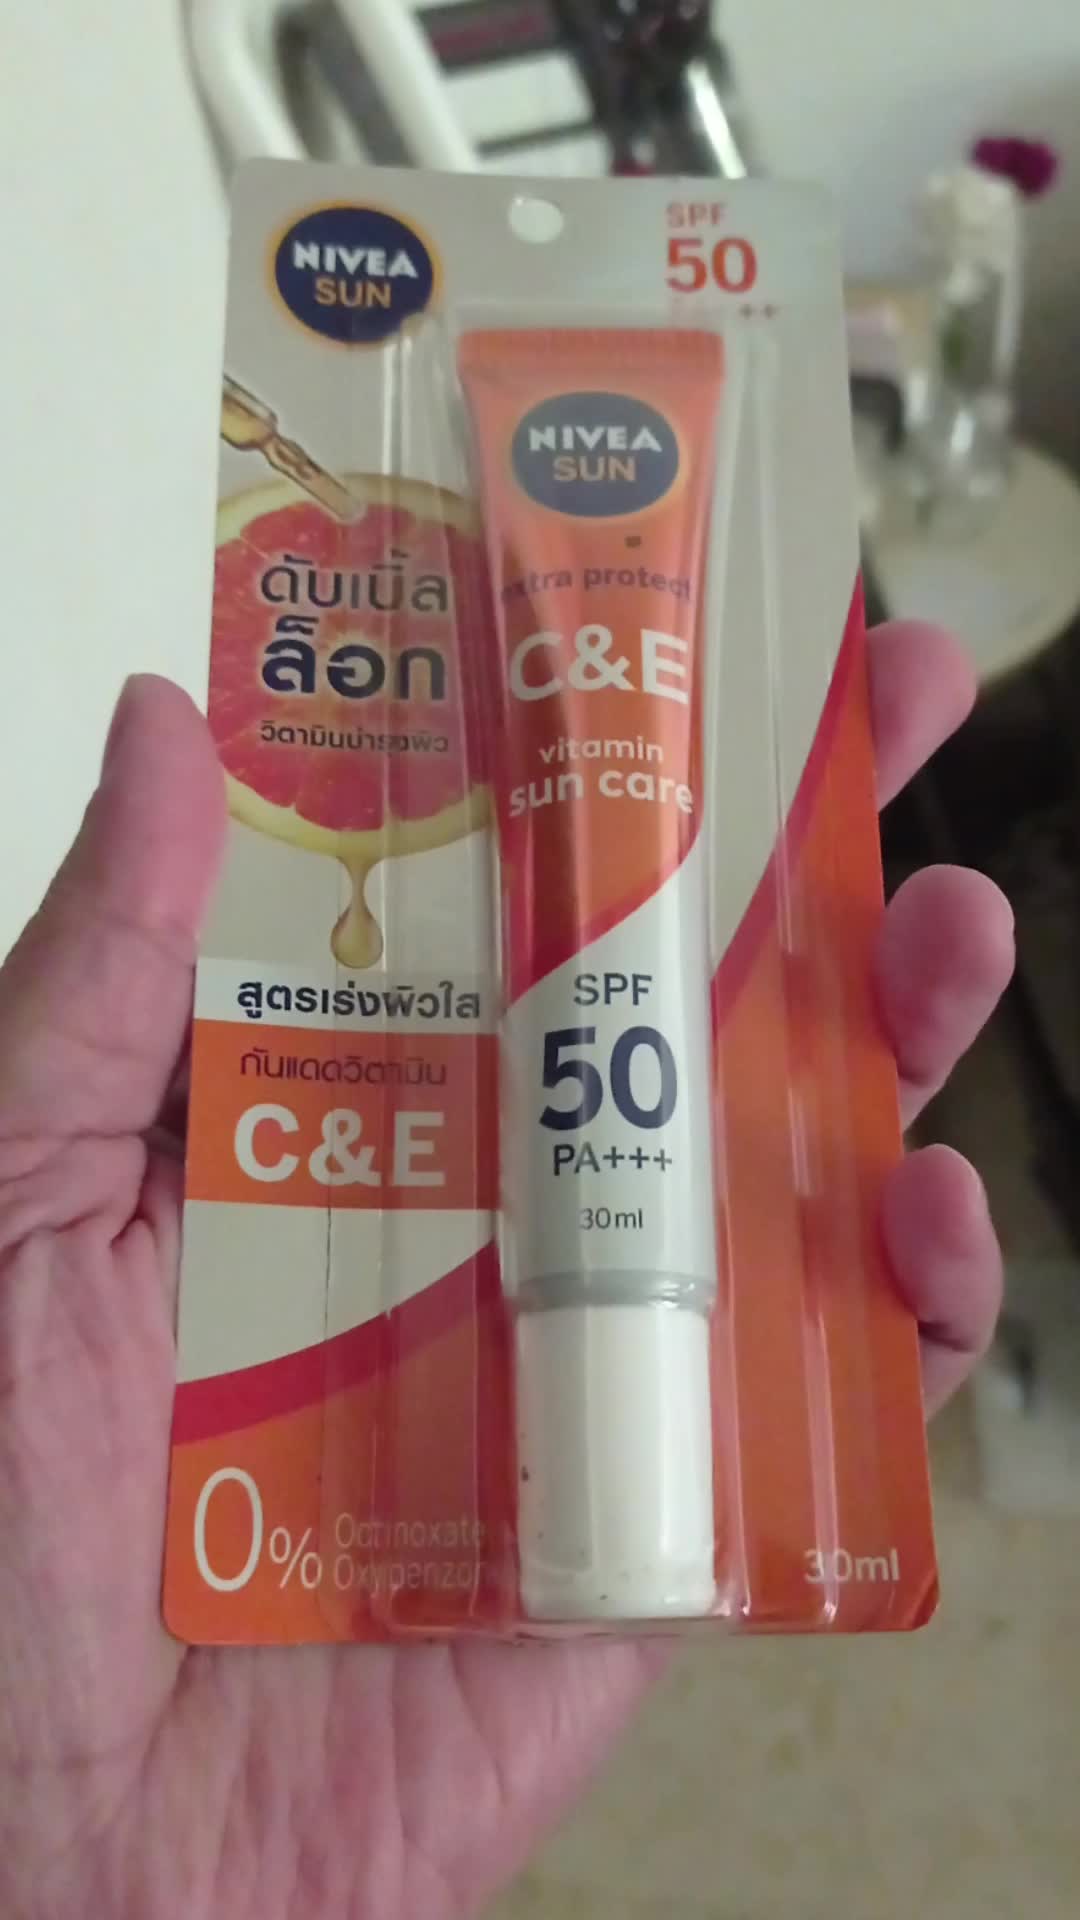 NIVEA
SUN
SPF
50
ดับเบิ้ล
ล็อก
วิตามินบำรุงผิว
สูตรเร่งผิวใส
กันแดดวิตามิน
C&E
0%
Octinoxate
30ml
NIVEA
SUN
extra protect
C&E
vitamin
sun care
SPF
50
PA+++
30ml